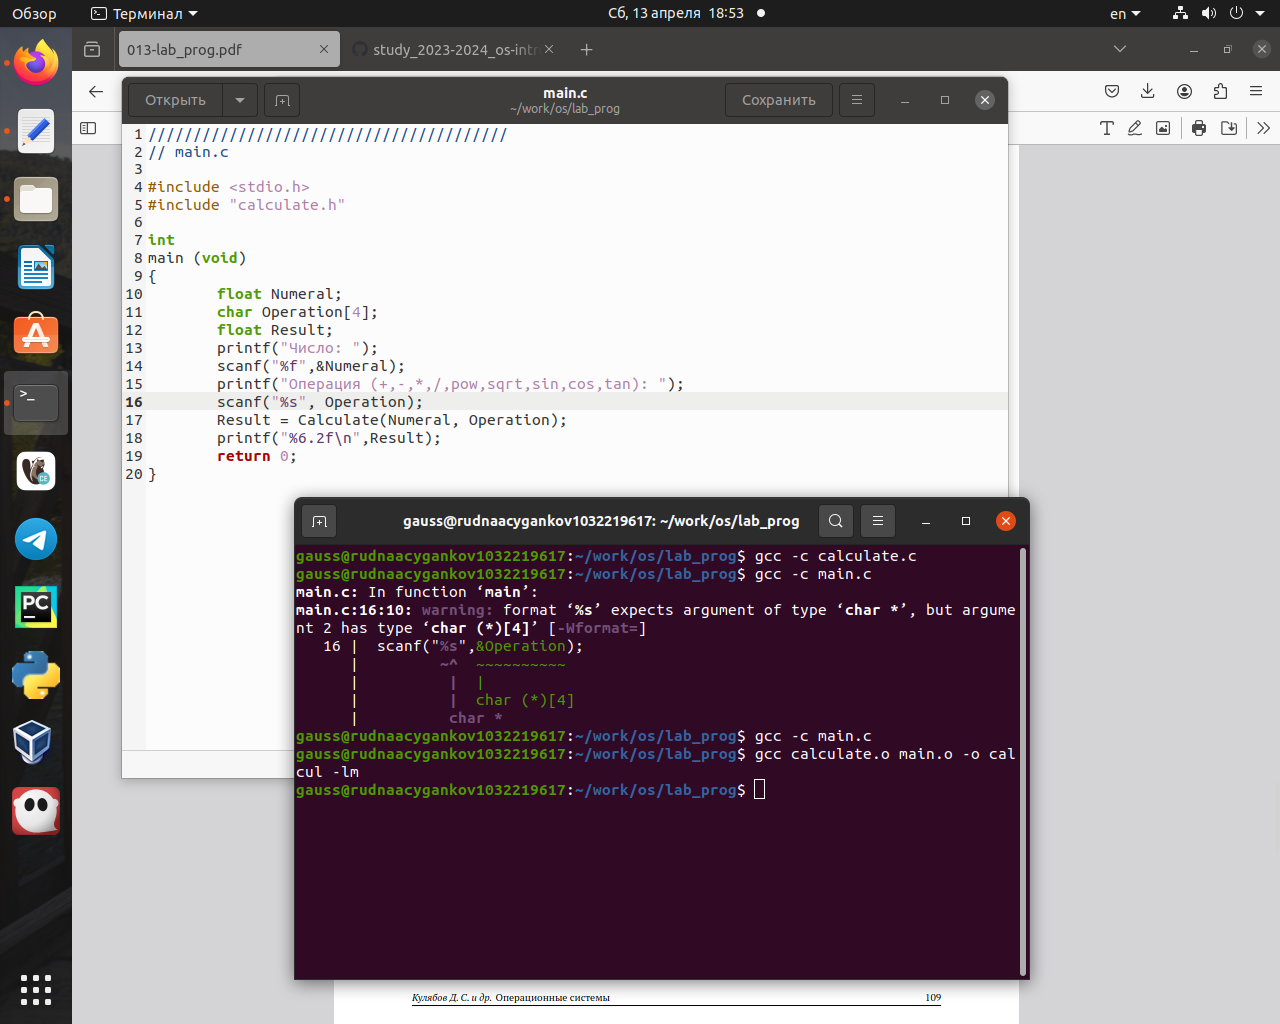 Обзор
Терминал
Сб, 13 апреля 18:53
en
013-lab_prog.pdf
study_2023-2024_os-intr
Открыть
main.c
~/work/os/lab_prog
Сохранить
1 ////////////////////////////////////////
2 // main.c
3
4 #include <stdio.h>
5 #include "calculate.h"
6
7 int
8 main (void)
9 {
10 float Numeral;
11 char Operation[4];
12 float Result;
13 printf("Число: ");
14 scanf("%f",&Numeral);
15 printf("Операция (+,-,*,/,pow,sqrt,sin,cos,tan): ");
16 scanf("%s", Operation);
17 Result = Calculate(Numeral, Operation);
18 printf("%6.2f\n",Result);
19 return 0;
20 }
gauss@rudnaacygankov1032219617: ~/work/os/lab_prog
gauss@rudnaacygankov1032219617:~/work/os/lab_prog$ gcc -c calculate.c
gauss@rudnaacygankov1032219617:~/work/os/lab_prog$ gcc -c main.c
main.c: In function ‘main’:
main.c:16:10: warning: format ‘%s’ expects argument of type ‘char *’, but argume
nt 2 has type ‘char (*)[4]’ [-Wformat=]
16 | scanf("%s",&Operation);
| ~^ ~~~~~~~~~~
| | |
| | char (*)[4]
| char *
gauss@rudnaacygankov1032219617:~/work/os/lab_prog$ gcc -c main.c
gauss@rudnaacygankov1032219617:~/work/os/lab_prog$ gcc calculate.o main.o -o cal
cul -lm
gauss@rudnaacygankov1032219617:~/work/os/lab_prog$
Кулябов Д. С. и др. Операционные системы 109